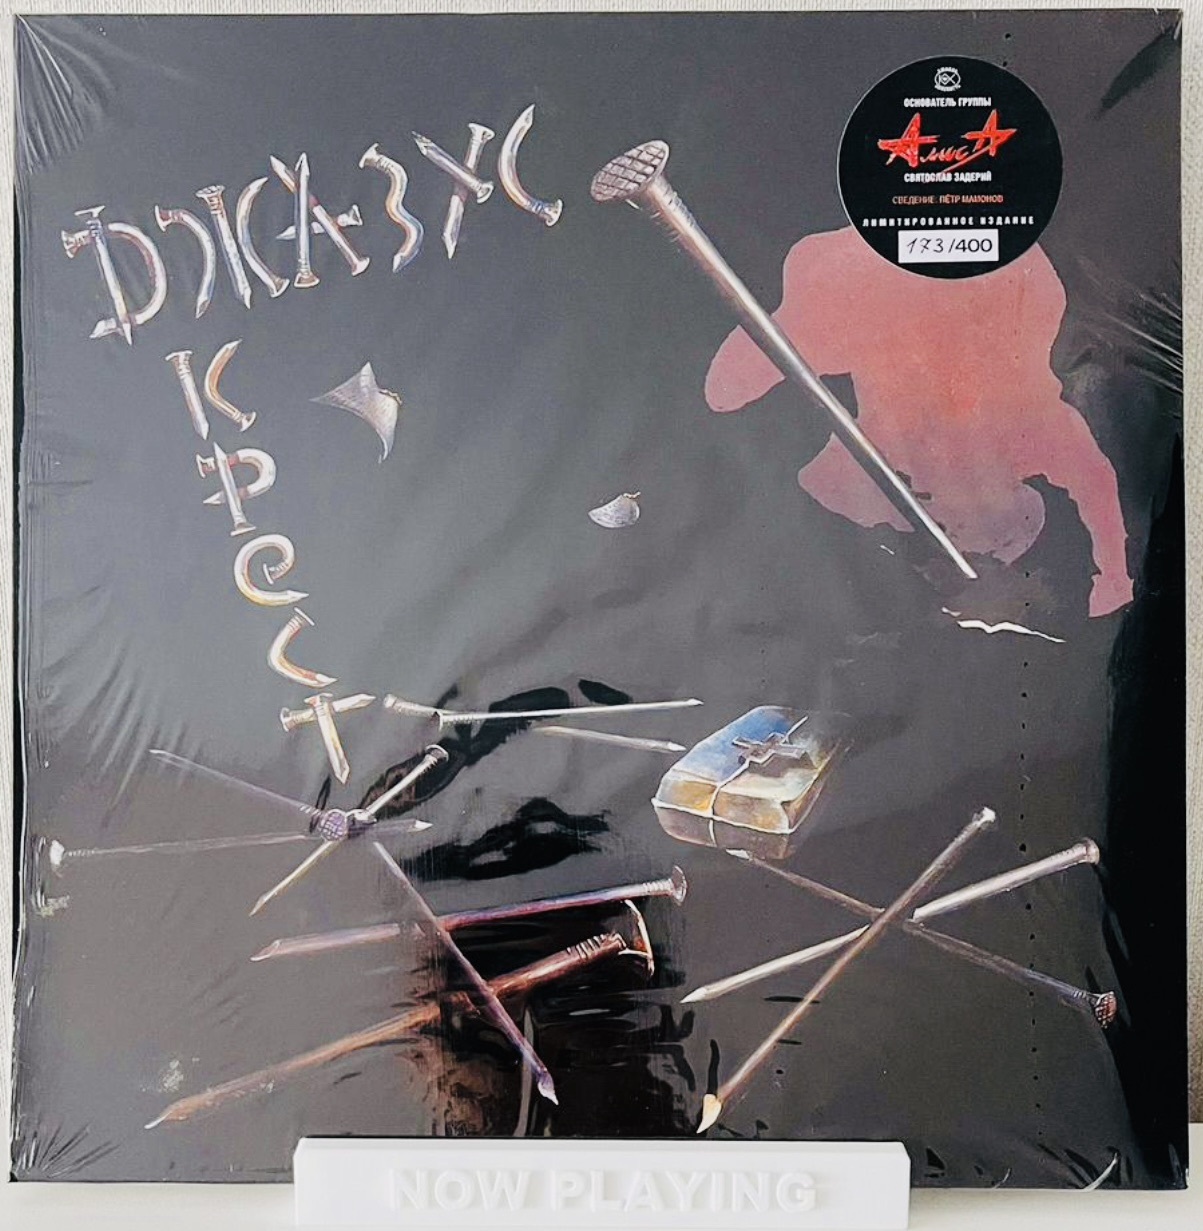 ДЖАЗУС
КРЕСТ
ОСНОВАТЕЛЬ ГРУППЫ
АлисА
СВЯТОСЛАВ ЗАДЕРИЙ
СВЕДЕНИЕ: ПЁТР МАМОНОВ
ЛИМИТИРОВАННОЕ ИЗДАНИЕ
173/400
NOW PLAYING